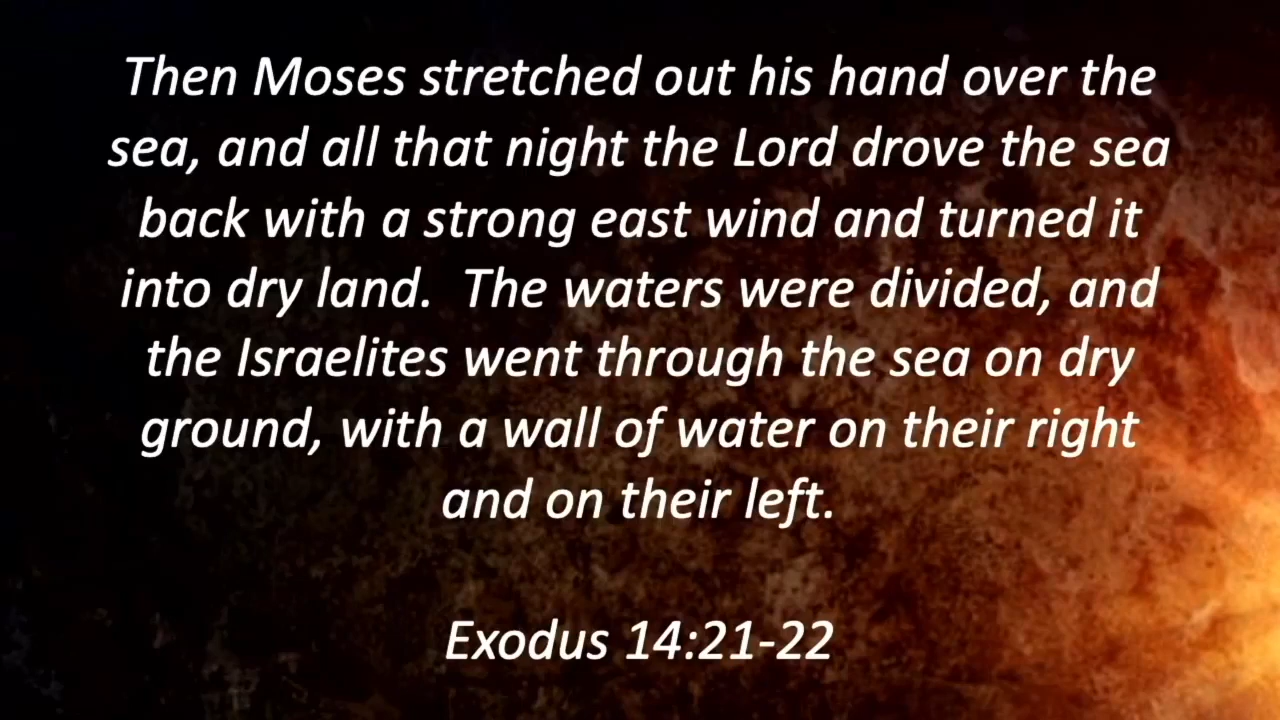 Then Moses stretched out his hand over the
sea, and all that night the Lord drove the sea
back with a strong east wind and turned it
into dry land.  The waters were divided, and
the Israelites went through the sea on dry
ground, with a wall of water on their right
and on their left.
Exodus 14:21-22